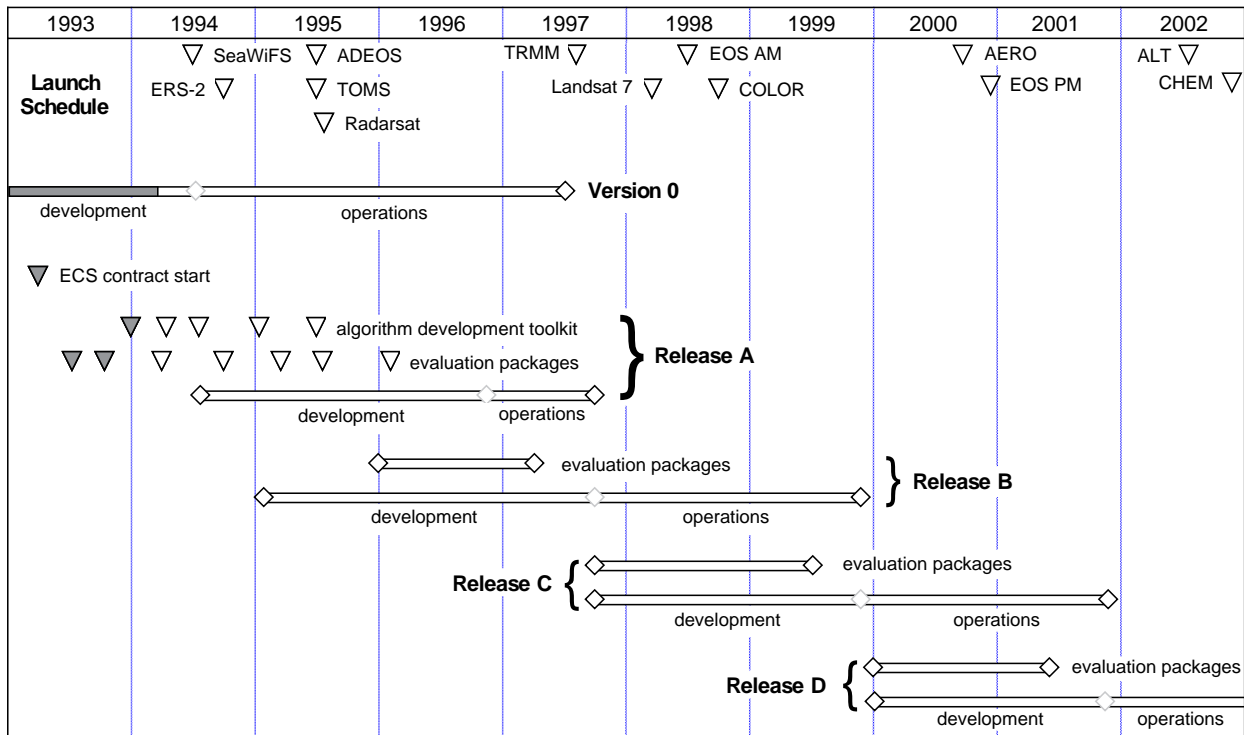 1993 1994 1995 1996 1997 1998 1999 2000 2001 2002
Launch
Schedule
SeaWiFS ADEOS TRMM EOS AM AERO ALT
ERS-2 TOMS Landsat 7 COLOR EOS PM CHEM
Radarsat
Version 0
development operations
ECS contract start
algorithm development toolkit
evaluation packages
Release A
development operations
evaluation packages
Release B
development operations
evaluation packages
Release C
development operations
evaluation packages
Release D
development operations